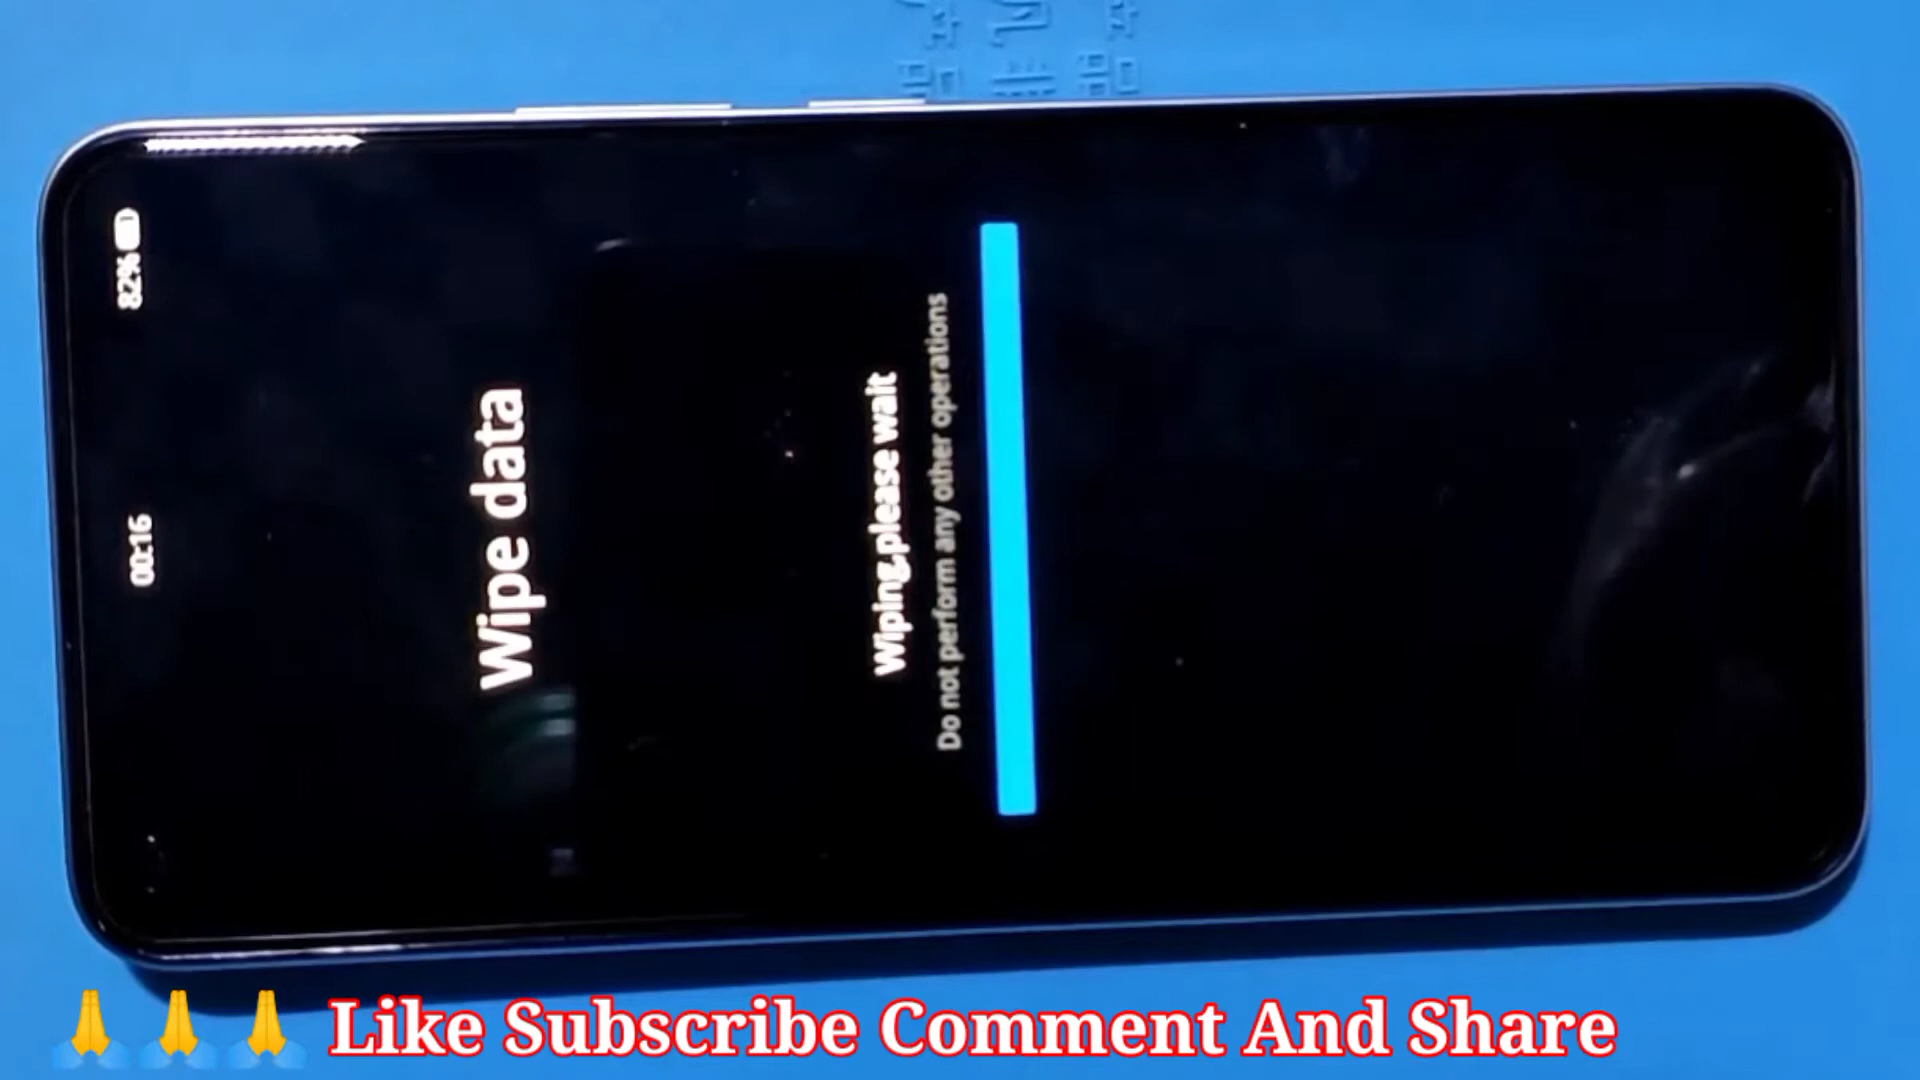 00:16
82%
Wipe data
Wiping,please wait
Do not perform any other operations
🙏🙏🙏 Like Subscribe Comment And Share